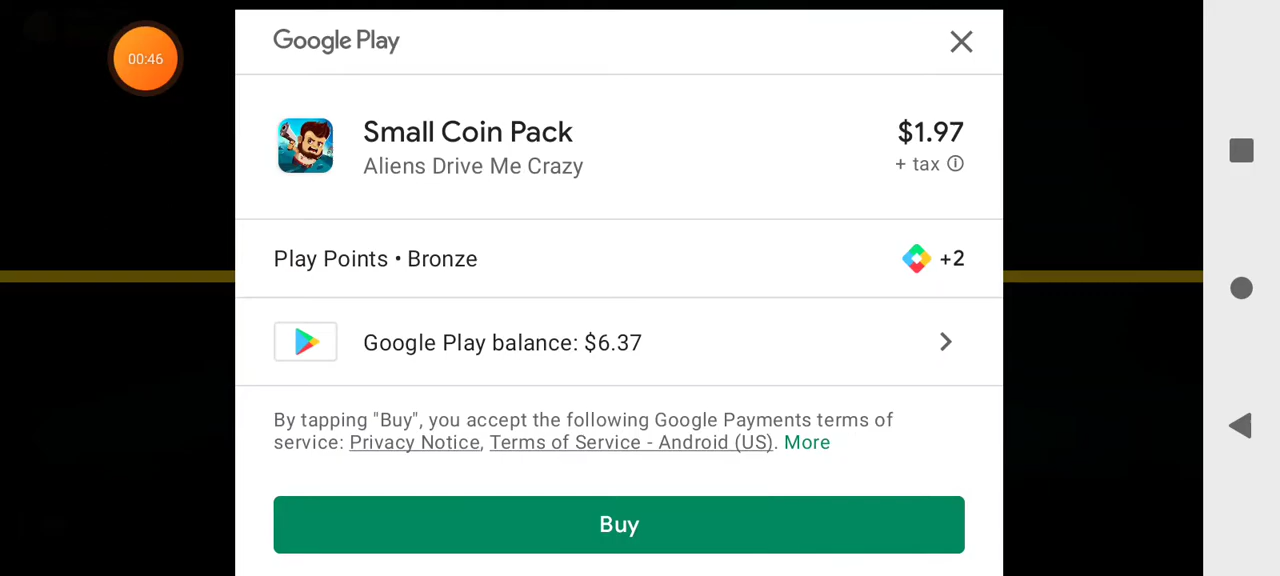 00:46
Google Play
Small Coin Pack
$1.97
Aliens Drive Me Crazy
+ tax
Play Points • Bronze
+2
Google Play balance: $6.37
By tapping "Buy", you accept the following Google Payments terms of
service: Privacy Notice, Terms of Service - Android (US). More
Buy